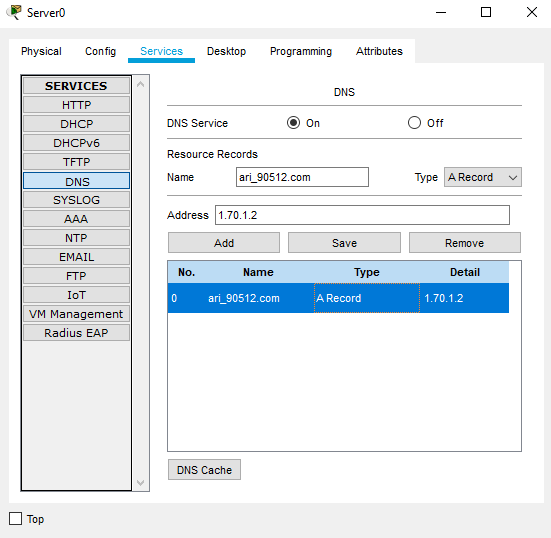 Server0
Physical Config Services Desktop Programming Attributes
SERVICES
HTTP
DHCP
DHCPv6
TFTP
DNS
SYSLOG
AAA
NTP
EMAIL
FTP
IoT
VM Management
Radius EAP
DNS
DNS Service On Off
Resource Records
Name ari_90512.com Type A Record
Address 1.70.1.2
Add Save Remove
No. Name Type Detail
0 ari_90512.com A Record 1.70.1.2
DNS Cache
Top